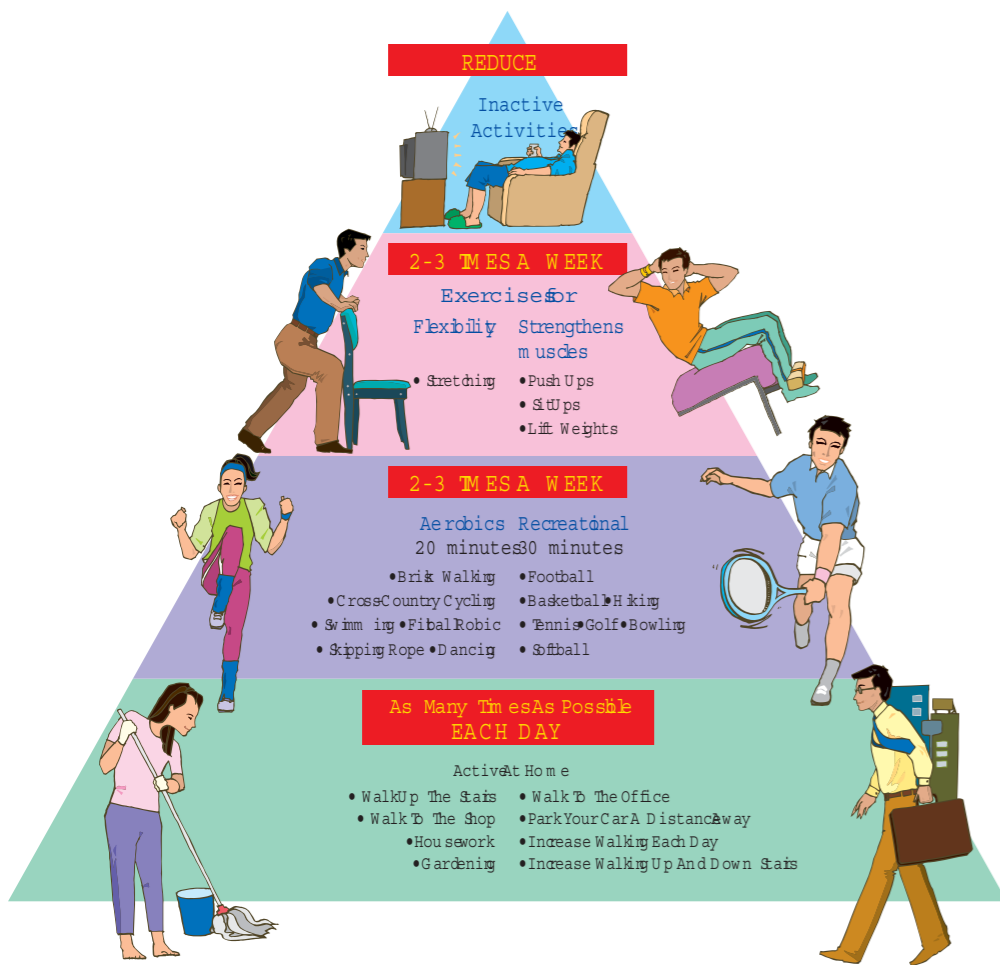 REDUCE
Inactive
Activities
2-3 TIMES A WEEK
Exercises for
Flexibility Strengthens
muscles
• Stretching • Push Ups
• Sit Ups
• Lift Weights
2-3 TIMES A WEEK
Aerobics Recreational
20 minutes 30 minutes
• Brisk Walking • Football
• Cross-Country Cycling • Basketball • Hiking
• Swimming • Fitball Robic • Tennis • Golf • Bowling
• Skipping Rope • Dancing • Softball
As Many Times As Possible
EACH DAY
Active At Home
• Walk Up The Stairs • Walk To The Office
• Walk To The Shop • Park Your Car A Distance Away
• Housework • Increase Walking Each Day
• Gardening • Increase Walking Up And Down Stairs